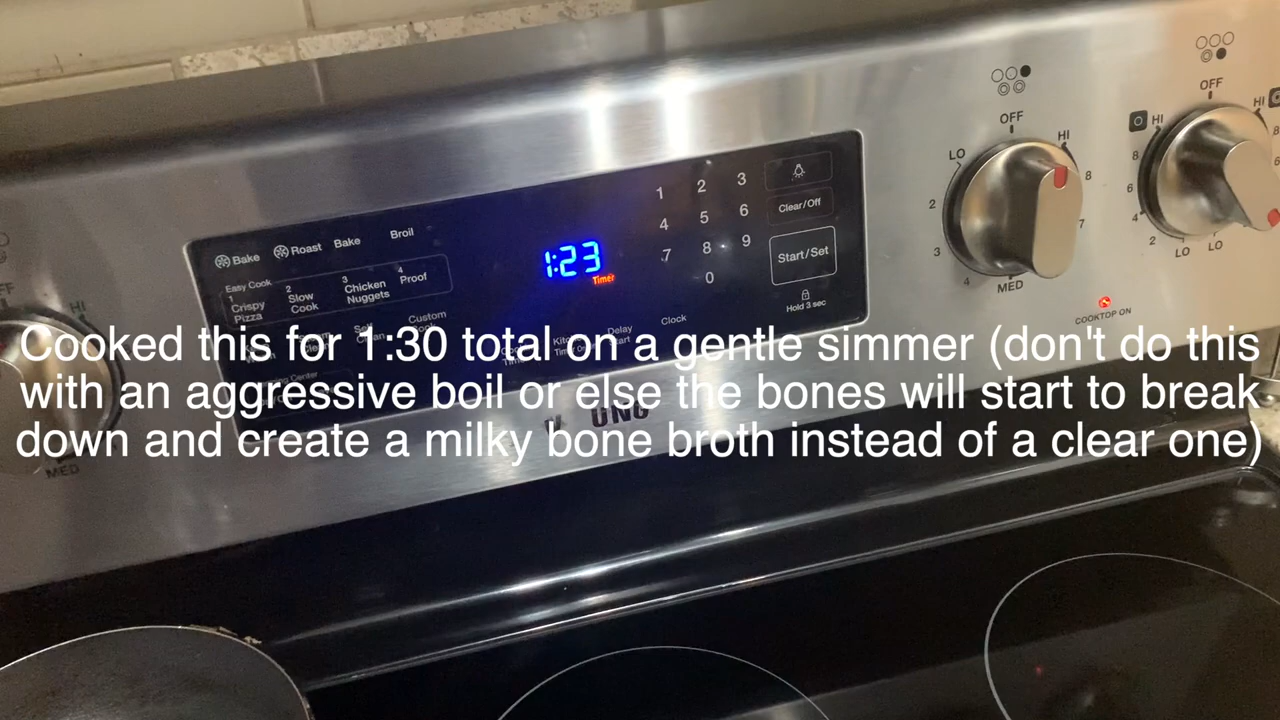 OFF
HI
LO
8
2
7
3
4
MED
OFF
HI
HI
8
6
4
2
LO
LO
COOKTOP ON
1 2 3
4 5 6
7 8 9
0
Clear/Off
Start/Set
Hold 3 sec
Bake
Roast
Bake
Broil
Easy Cook
1 Crispy Pizza
2 Slow Cook
3 Chicken Nuggets
4 Proof
Custom
Delay
Clock
1:23
Timer
HI
MED
Cooked this for 1:30 total on a gentle simmer (don't do this
with an aggressive boil or else the bones will start to break
down and create a milky bone broth instead of a clear one)